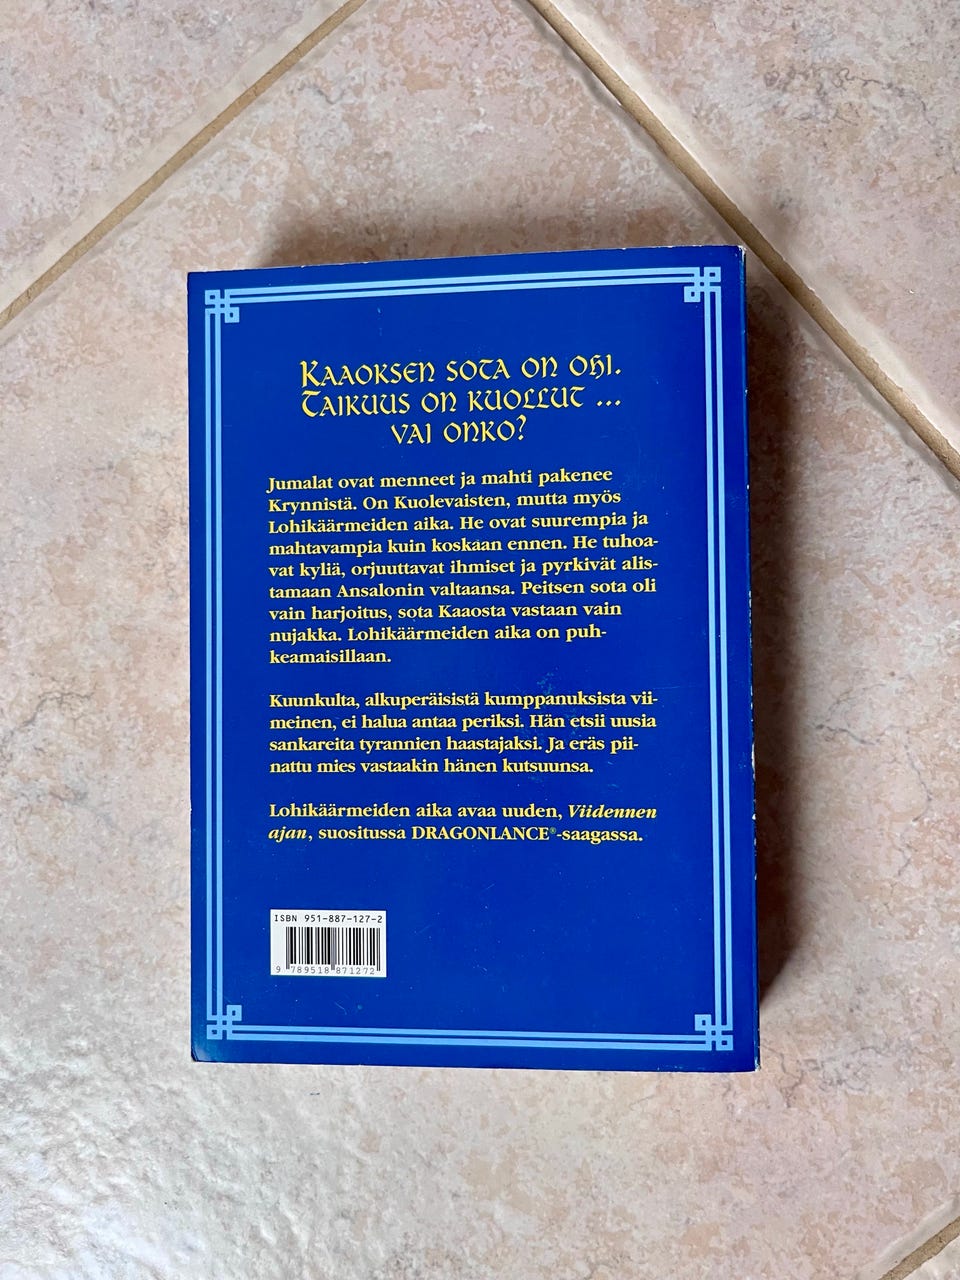 Kaaoksen sota on ohi.
Taikuus on kuollut ...
vai onko?
Jumalat ovat menneet ja mahti pakenee
Krynnistä. On Kuolevaisten, mutta myös
Lohikäärmeiden aika. He ovat suurempia ja
mahtavampia kuin koskaan ennen. He tuhoa-
vat kyliä, orjuuttavat ihmiset ja pyrkivät alis-
tamaan Ansalonin valtaansa. Peitsen sota oli
vain harjoitus, sota Kaaosta vastaan vain
nujakka. Lohikäärmeiden aika on puh-
keamaisillaan.
Kuunkulta, alkuperäisistä kumppanuksista vii-
meinen, ei halua antaa periksi. Hän etsii uusia
sankareita tyrannien haastajaksi. Ja eräs pii-
nattu mies vastaakin hänen kutsuunsa.
Lohikäärmeiden aika avaa uuden, Viidennen
ajan, suositussa DRAGONLANCE®-saagassa.
ISBN 951-887-127-2
9 789518 871272